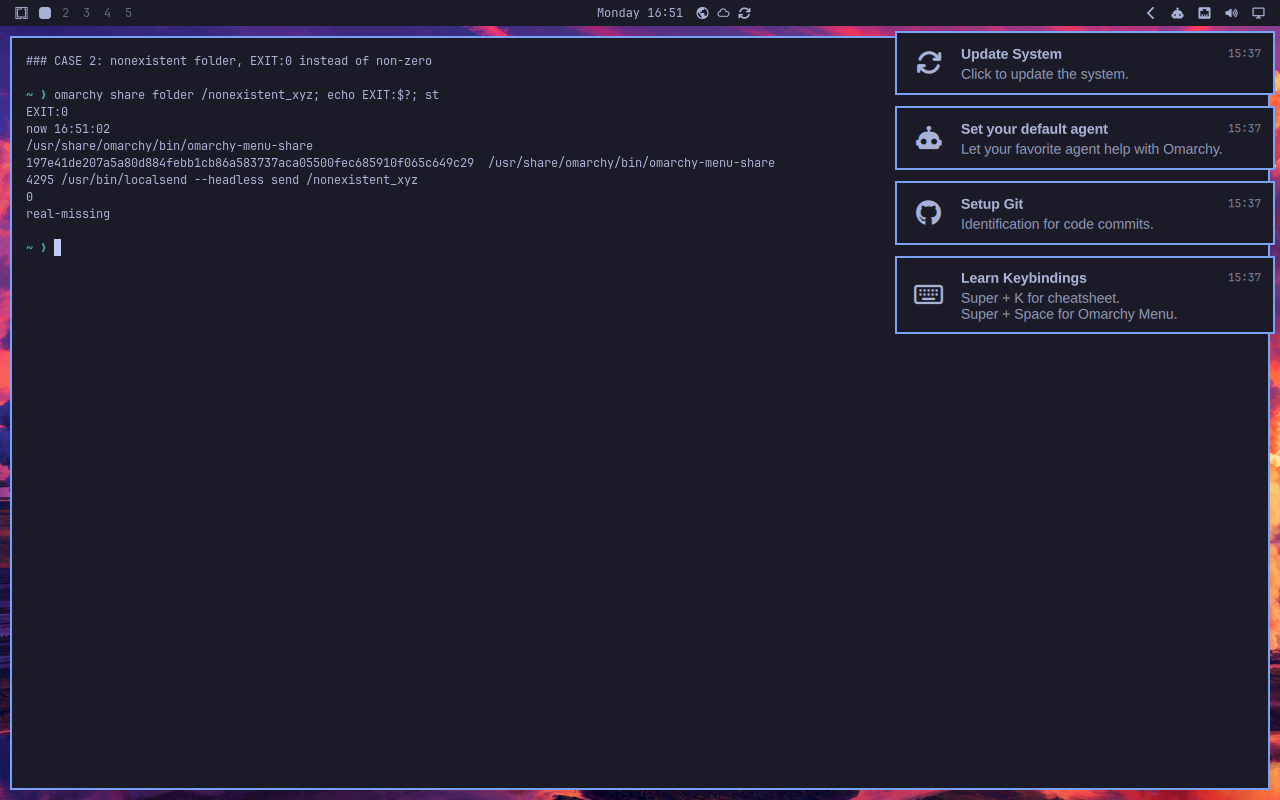 2 3 4 5
Monday 16:51
### CASE 2: nonexistent folder, EXIT:0 instead of non-zero
~ ❯ omarchy share folder /nonexistent_xyz; echo EXIT:$?; st
EXIT:0
now 16:51:02
/usr/share/omarchy/bin/omarchy-menu-share
197e41de207a5a80d884febb1cb86a583737aca05500fec685910f065c649c29  /usr/share/omarchy/bin/omarchy-menu-share
4295 /usr/bin/localsend --headless send /nonexistent_xyz
0
real-missing
~ ❯
Update System 15:37
Click to update the system.
Set your default agent 15:37
Let your favorite agent help with Omarchy.
Setup Git 15:37
Identification for code commits.
Learn Keybindings 15:37
Super + K for cheatsheet.
Super + Space for Omarchy Menu.